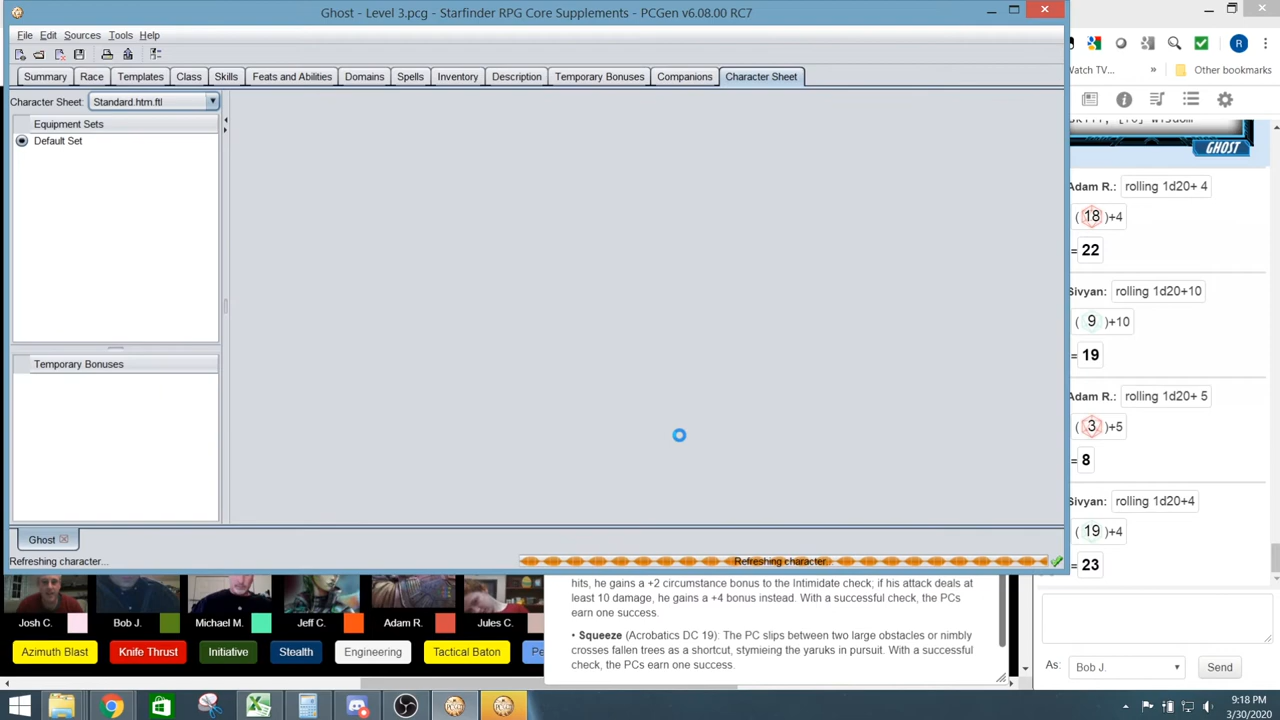 Ghost - Level 3.pcg - Starfinder RPG Core Supplements - PCGen v6.08.00 RC7
File Edit Sources Tools Help
Summary Race Templates Class Skills Feats and Abilities Domains Spells Inventory Description Temporary Bonuses Companions Character Sheet
Character Sheet: Standard.htm.ftl
Equipment Sets
Default Set
Temporary Bonuses
Ghost
Refreshing character...
Refreshing character...
R
Watch TV...
» Other bookmarks
GHOST
Adam R.: rolling 1d20+ 4
(18)+4
= 22
Sivyan: rolling 1d20+10
(9)+10
= 19
Adam R.: rolling 1d20+ 5
(3)+5
= 8
Sivyan: rolling 1d20+4
(19)+4
= 23
As: Bob J. Send
Josh C. Bob J. Michael M. Jeff C. Adam R. Jules C.
Azimuth Blast Knife Thrust Initiative Stealth Engineering Tactical Baton Pe
hits, he gains a +2 circumstance bonus to the Intimidate check; if his attack deals at
least 10 damage, he gains a +4 bonus instead. With a successful check, the PCs
earn one success.
• Squeeze (Acrobatics DC 19): The PC slips between two large obstacles or nimbly
crosses fallen trees as a shortcut, stymieing the yaruks in pursuit. With a successful
check, the PCs earn one success.
9:18 PM
3/30/2020